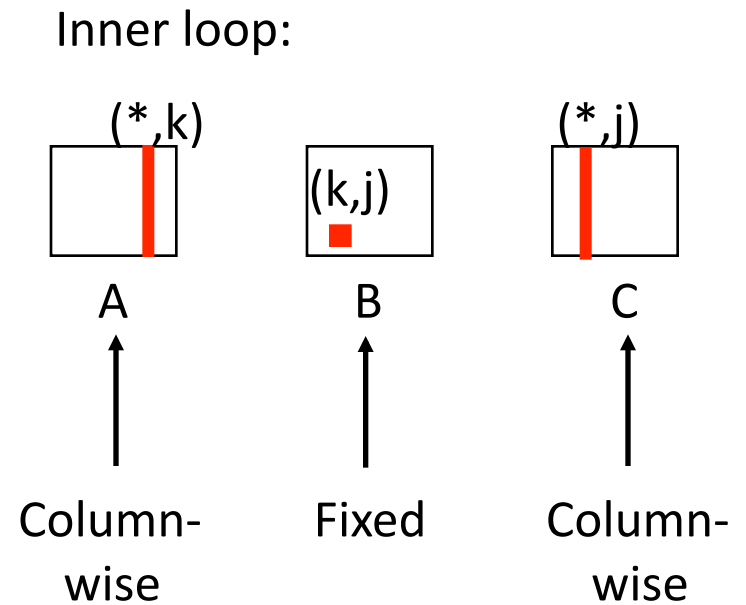 Inner loop:
(*,k)
(*,j)
(k,j)
A
B
C
Column-
wise
Fixed
Column-
wise